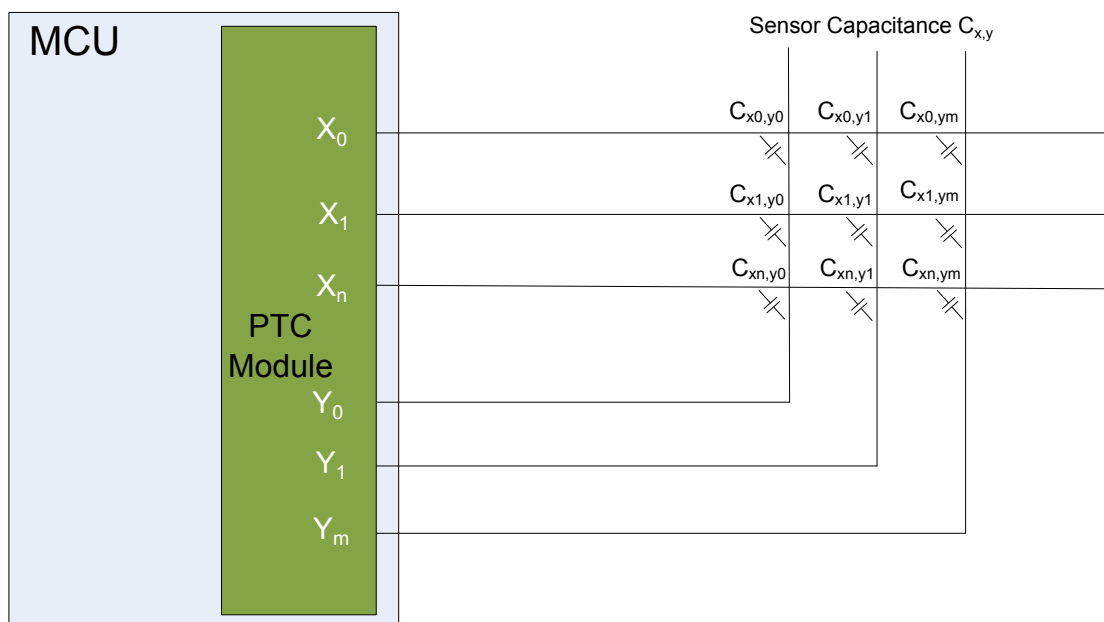 MCU
Sensor Capacitance Cx,y
Cx0,y0 Cx0,y1 Cx0,ym
X0
Cx1,y0 Cx1,y1 Cx1,ym
X1
Cxn,y0 Cxn,y1 Cxn,ym
Xn
PTC
Module
Y0
Y1
Ym